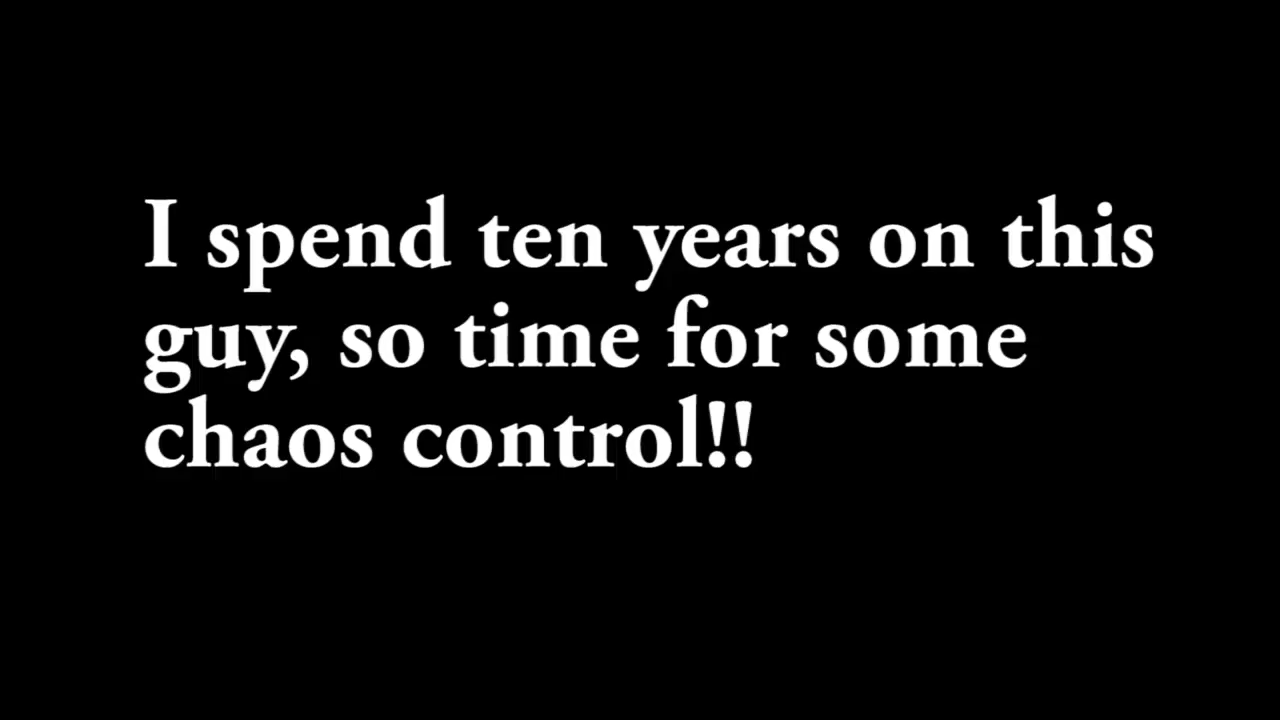 I spend ten years on this
guy, so time for some
chaos control!!